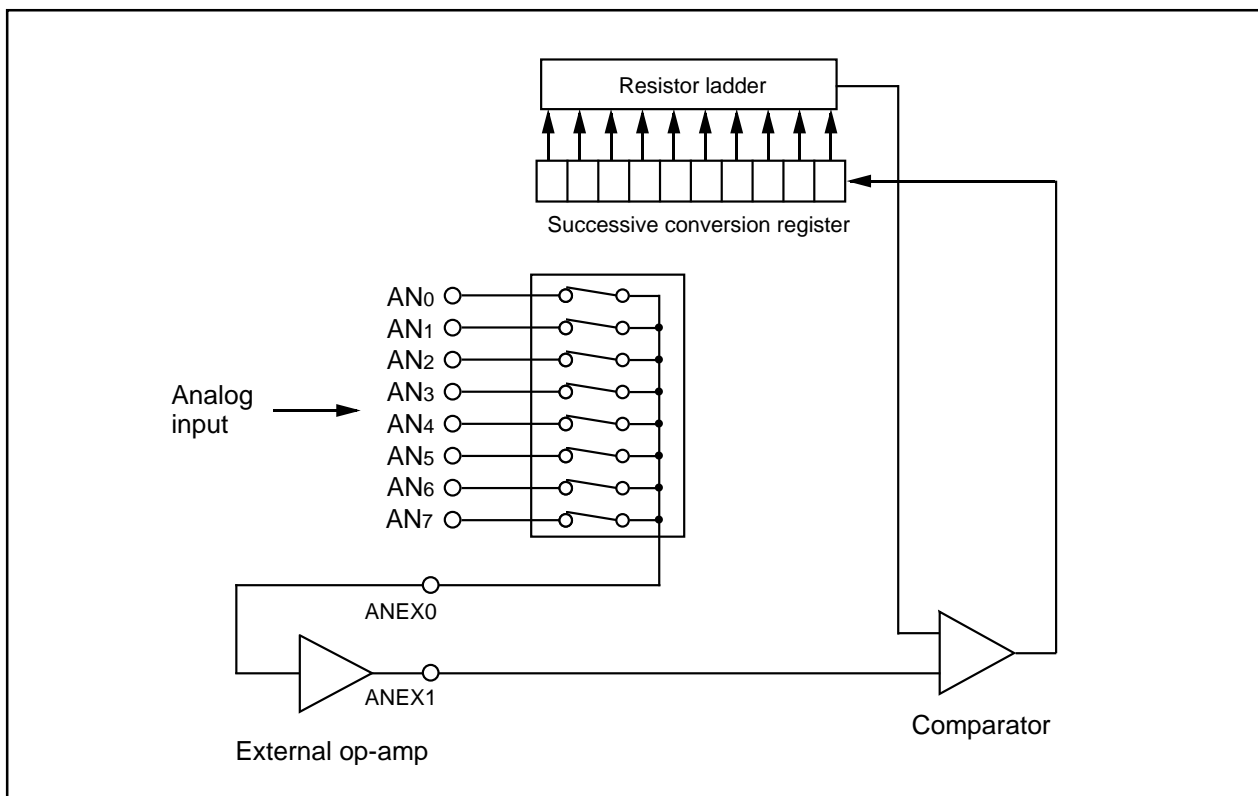 Resistor ladder
Successive conversion register
AN0
AN1
AN2
AN3
AN4
AN5
AN6
AN7
Analog
input
ANEX0
ANEX1
External op-amp
Comparator